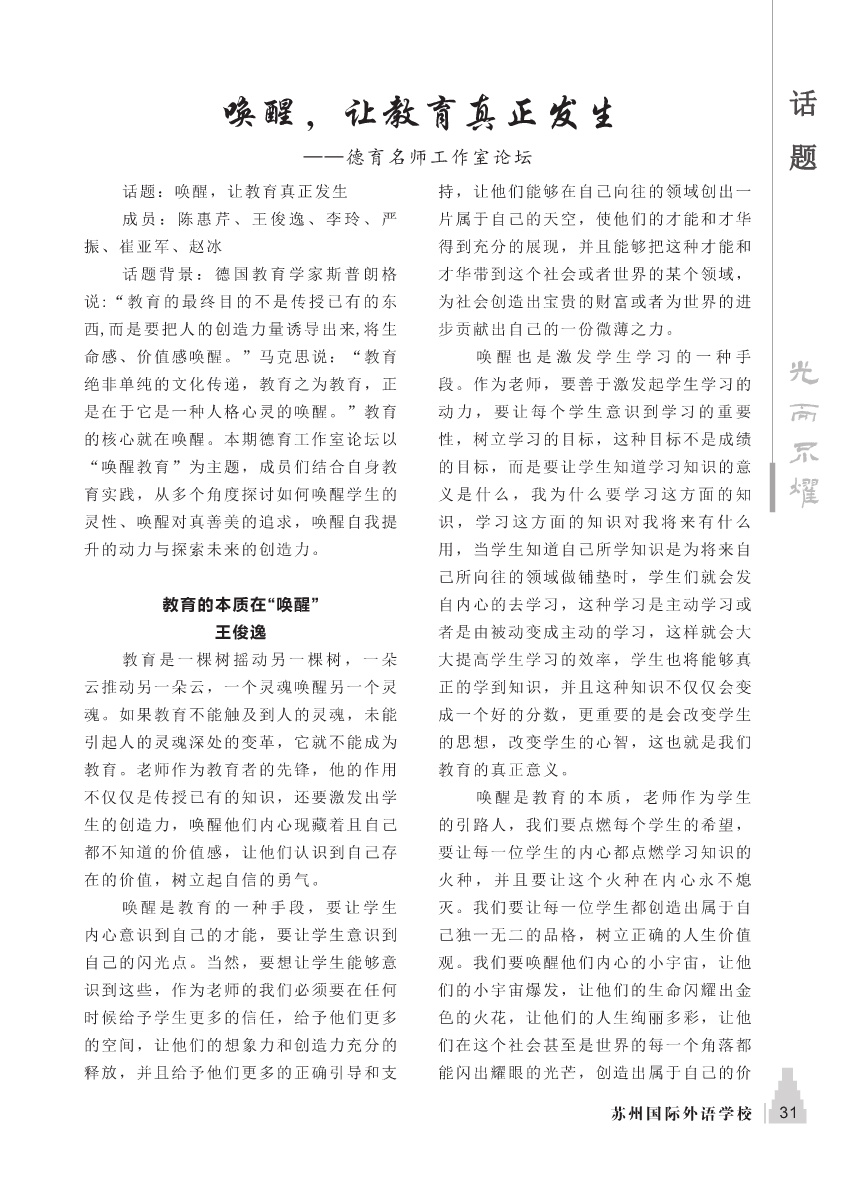 唤醒，让教育真正发生
——德育名师工作室论坛
话题：唤醒，让教育真正发生
成员：陈惠芹、王俊逸、李玲、严
振、崔亚军、赵冰
话题背景：德国教育学家斯普朗格
说:“教育的最终目的不是传授已有的东
西,而是要把人的创造力量诱导出来,将生
命感、价值感唤醒。”马克思说：“教育
绝非单纯的文化传递，教育之为教育，正
是在于它是一种人格心灵的唤醒。”教育
的核心就在唤醒。本期德育工作室论坛以
“唤醒教育”为主题，成员们结合自身教
育实践，从多个角度探讨如何唤醒学生的
灵性、唤醒对真善美的追求，唤醒自我提
升的动力与探索未来的创造力。
教育的本质在“唤醒”
王俊逸
教育是一棵树摇动另一棵树，一朵
云推动另一朵云，一个灵魂唤醒另一个灵
魂。如果教育不能触及到人的灵魂，未能
引起人的灵魂深处的变革，它就不能成为
教育。老师作为教育者的先锋，他的作用
不仅仅是传授已有的知识，还要激发出学
生的创造力，唤醒他们内心现藏着且自己
都不知道的价值感，让他们认识到自己存
在的价值，树立起自信的勇气。
唤醒是教育的一种手段，要让学生
内心意识到自己的才能，要让学生意识到
自己的闪光点。当然，要想让学生能够意
识到这些，作为老师的我们必须要在任何
时候给予学生更多的信任，给予他们更多
的空间，让他们的想象力和创造力充分的
释放，并且给予他们更多的正确引导和支
持，让他们能够在自己向往的领域创出一
片属于自己的天空，使他们的才能和才华
得到充分的展现，并且能够把这种才能和
才华带到这个社会或者世界的某个领域，
为社会创造出宝贵的财富或者为世界的进
步贡献出自己的一份微薄之力。
唤醒也是激发学生学习的一种手
段。作为老师，要善于激发起学生学习的
动力，要让每个学生意识到学习的重要
性，树立学习的目标，这种目标不是成绩
的目标，而是要让学生知道学习知识的意
义是什么，我为什么要学习这方面的知
识，学习这方面的知识对我将来有什么
用，当学生知道自己所学知识是为将来自
己所向往的领域做铺垫时，学生们就会发
自内心的去学习，这种学习是主动学习或
者是由被动变成主动的学习，这样就会大
大提高学生学习的效率，学生也将能够真
正的学到知识，并且这种知识不仅仅会变
成一个好的分数，更重要的是会改变学生
的思想，改变学生的心智，这也就是我们
教育的真正意义。
唤醒是教育的本质，老师作为学生
的引路人，我们要点燃每个学生的希望，
要让每一位学生的内心都点燃学习知识的
火种，并且要让这个火种在内心永不熄
灭。我们要让每一位学生都创造出属于自
己独一无二的品格，树立正确的人生价值
观。我们要唤醒他们内心的小宇宙，让他
们的小宇宙爆发，让他们的生命闪耀出金
色的火花，让他们的人生绚丽多彩，让他
们在这个社会甚至是世界的每一个角落都
能闪出耀眼的光芒，创造出属于自己的价
话题
光而不耀
苏州国际外语学校 31